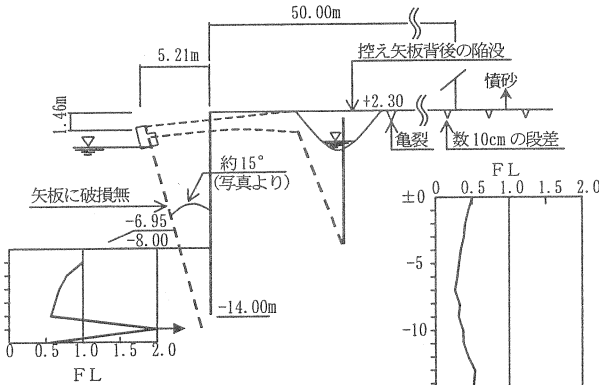 50.00m
5.21m
控え矢板背後の陥没
噴砂
1.46m
+2.30
亀裂
数10cmの段差
約15°
(写真より)
矢板に破損無
FL
-6.95
-8.00
±0
0
0.5
1.0
1.5
2.0
-5
-10
-14.00m
0
0.5
1.0
1.5
2.0
FL